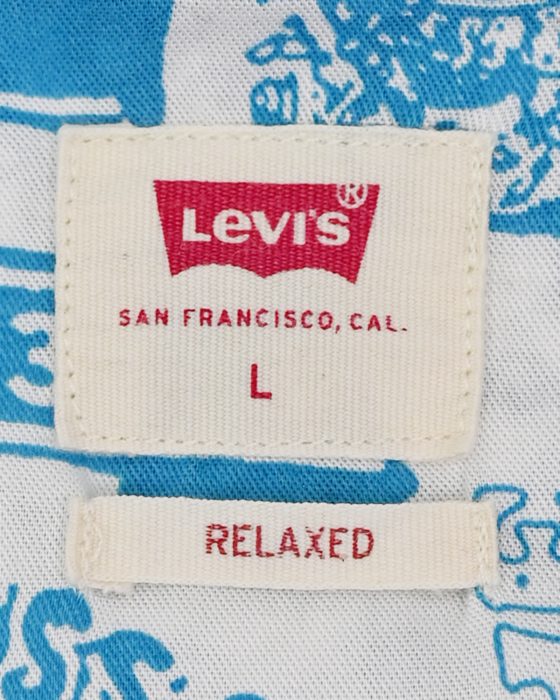 Levi's®
SAN FRANCISCO, CAL.
L
RELAXED